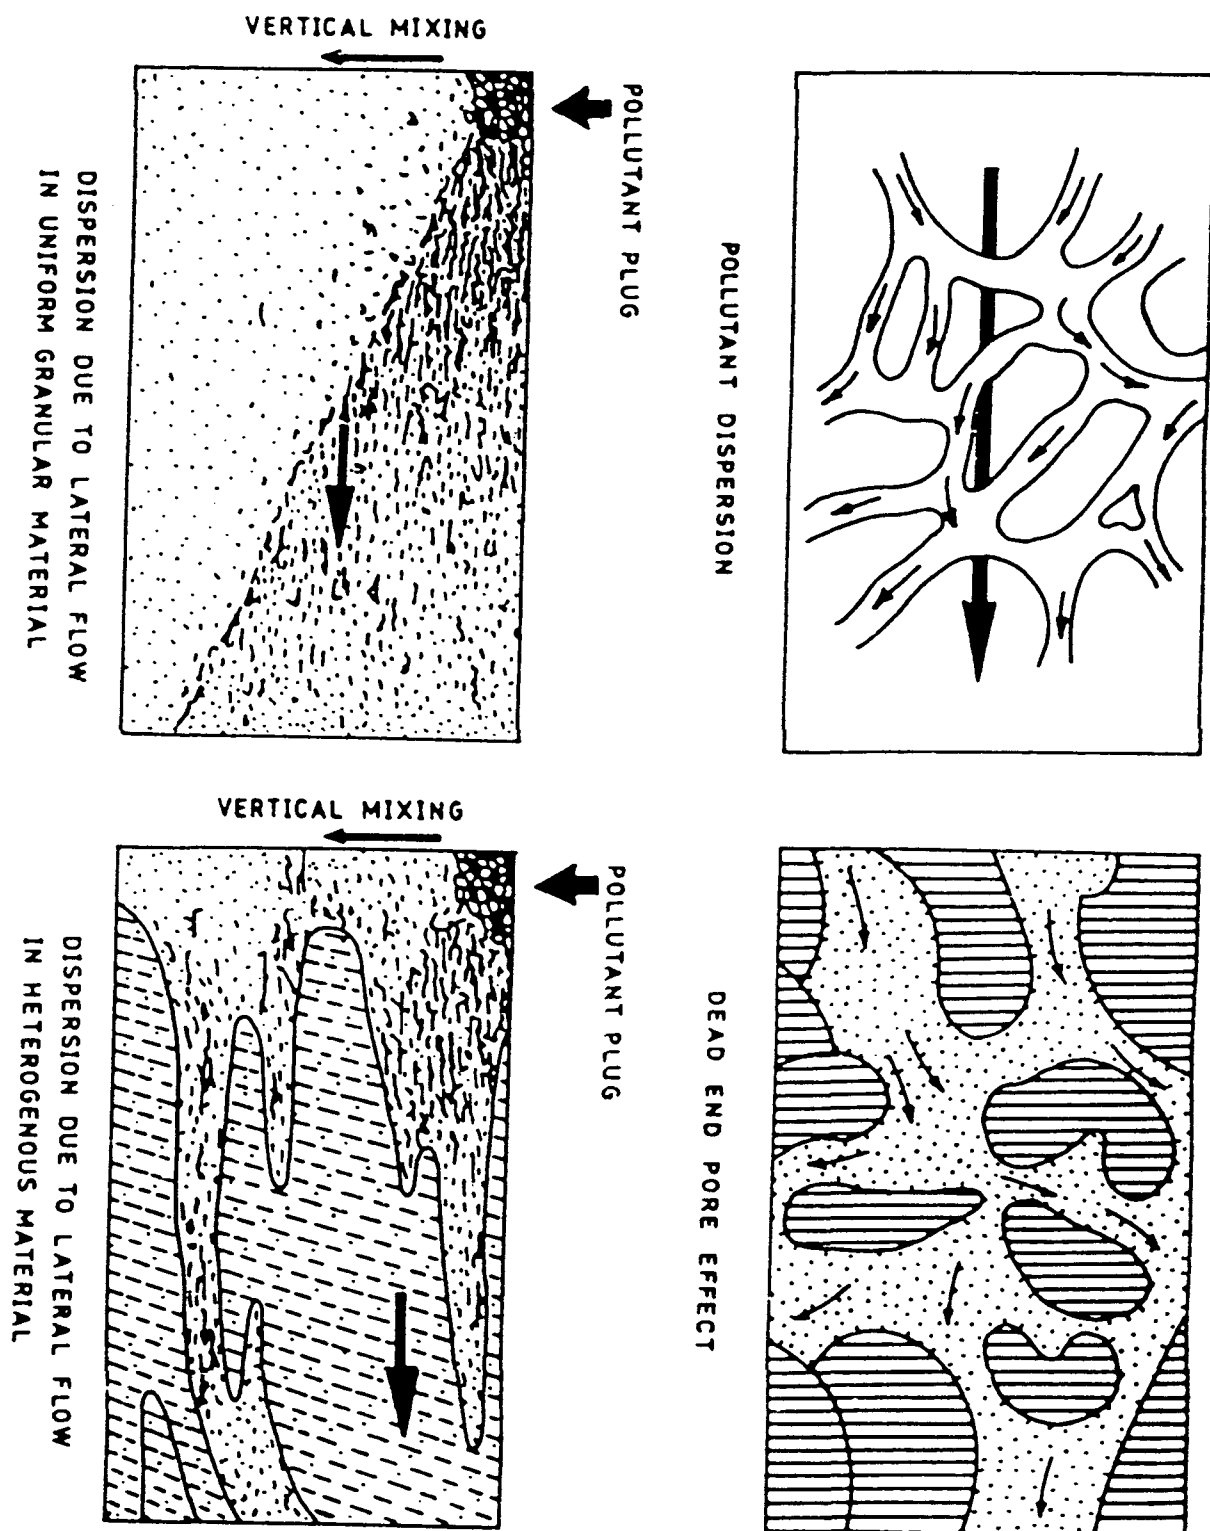 POLLUTANT DISPERSION
DEAD END PORE EFFECT
POLLUTANT PLUG
VERTICAL MIXING
DISPERSION DUE TO LATERAL FLOW
IN UNIFORM GRANULAR MATERIAL
POLLUTANT PLUG
VERTICAL MIXING
DISPERSION DUE TO LATERAL FLOW
IN HETEROGENOUS MATERIAL